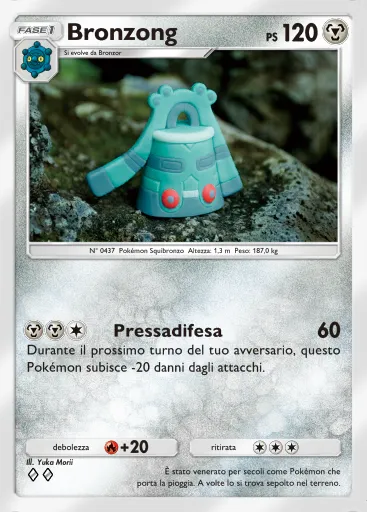 FASE 1
Bronzong
PS 120
Si evolve da Bronzor
N° 0437 Pokémon Squibronzo Altezza: 1,3 m Peso: 187,0 kg
Pressadifesa 60
Durante il prossimo turno del tuo avversario, questo
Pokémon subisce -20 danni dagli attacchi.
debolezza +20 ritirata
Ill. Yuka Morii
È stato venerato per secoli come Pokémon che
porta la pioggia. A volte lo si trova sepolto nel terreno.